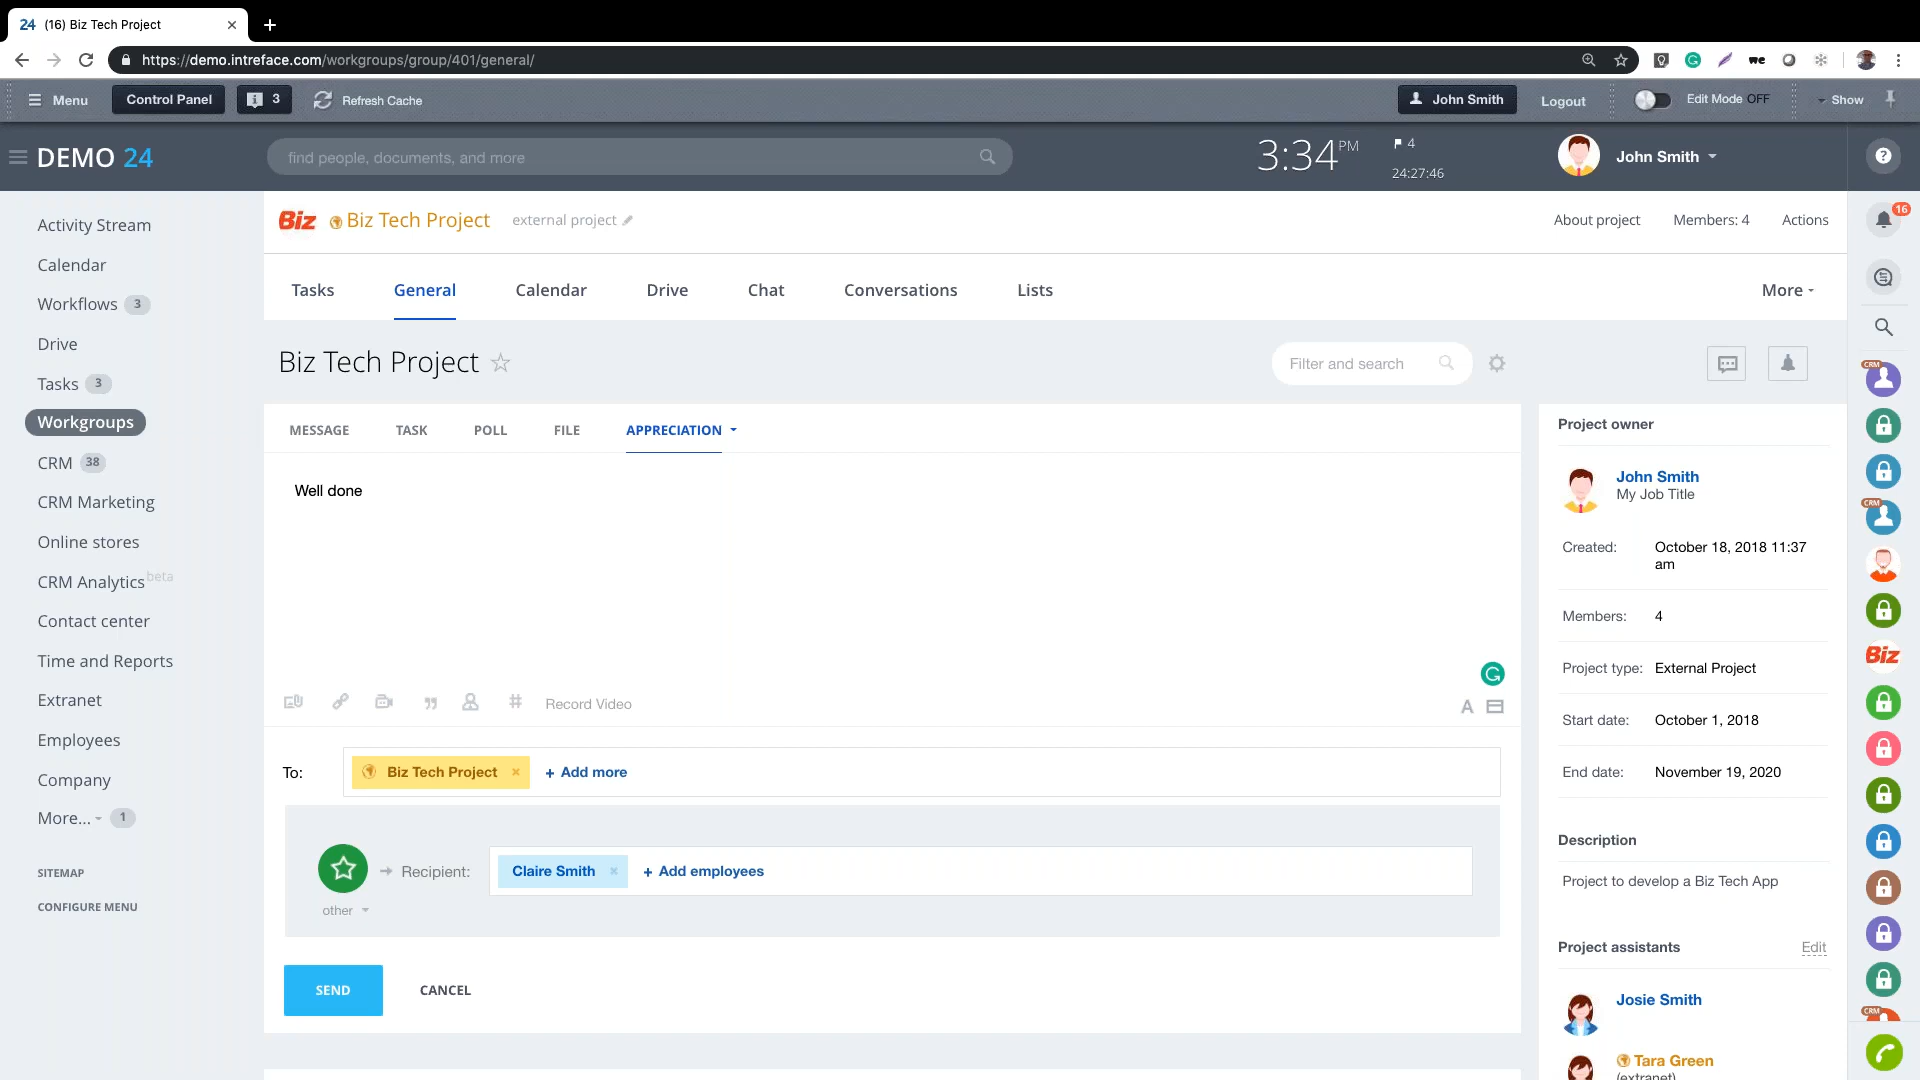 24 (16) Biz Tech Project
https://demo.intreface.com/workgroups/group/401/general/
Menu Control Panel 3 Refresh Cache John Smith Logout Edit Mode OFF Show
DEMO 24 find people, documents, and more 3:34 PM 4 24:27:46 John Smith
Activity Stream
Calendar
Workflows 3
Drive
Tasks 3
Workgroups
CRM 38
CRM Marketing
Online stores
CRM Analytics beta
Contact center
Time and Reports
Extranet
Employees
Company
More... 1
SITEMAP
CONFIGURE MENU
Biz Biz Tech Project external project About project Members: 4 Actions
Tasks General Calendar Drive Chat Conversations Lists More
Biz Tech Project Filter and search
MESSAGE TASK POLL FILE APPRECIATION
Well done
Record Video A
To: Biz Tech Project × + Add more
Recipient: Claire Smith × + Add employees
other
SEND CANCEL
Project owner
John Smith
My Job Title
Created: October 18, 2018 11:37
am
Members: 4
Project type: External Project
Start date: October 1, 2018
End date: November 19, 2020
Description
Project to develop a Biz Tech App
Project assistants Edit
Josie Smith
Tara Green
(extranet)
16
CRM
CRM
Biz
CRM